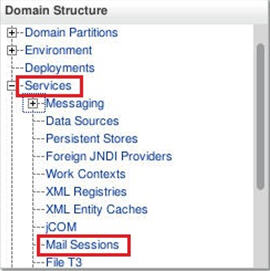 Domain Structure
Domain Partitions
Environment
Deployments
Services
Messaging
Data Sources
Persistent Stores
Foreign JNDI Providers
Work Contexts
XML Registries
XML Entity Caches
jCOM
Mail Sessions
File T3